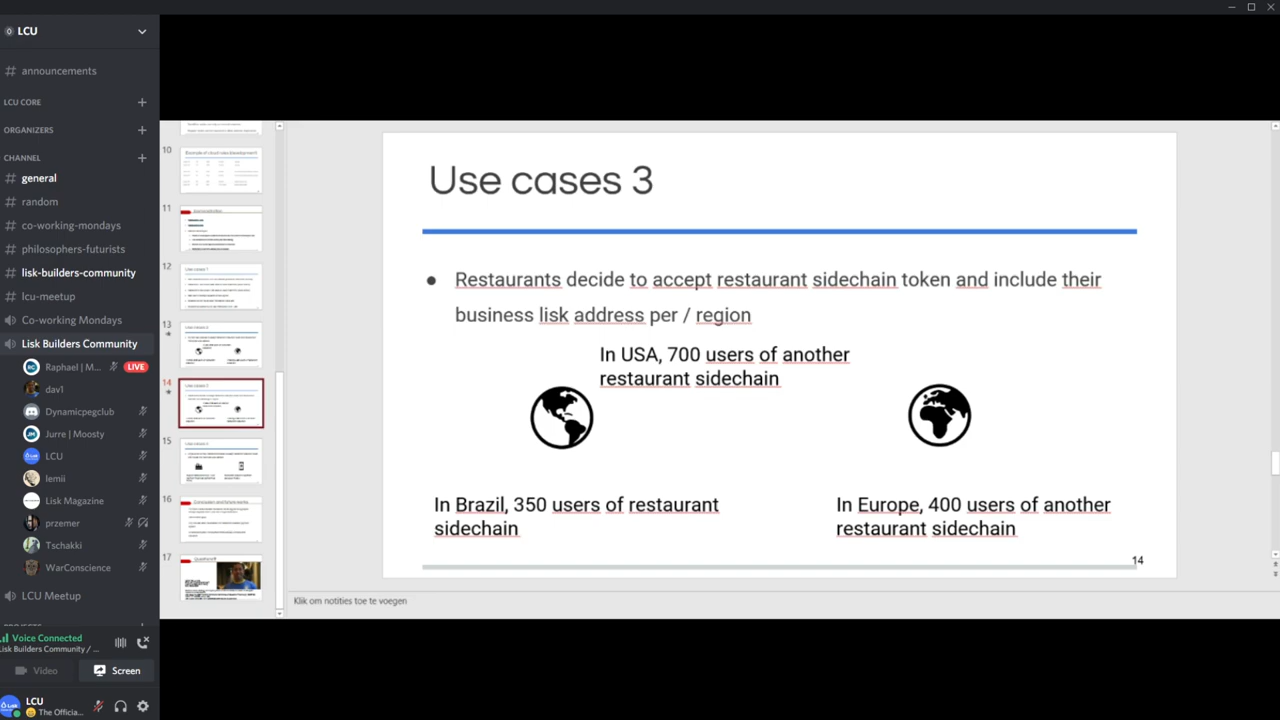 LCU
announcements
LCU CORE
ORGANIZERS
CHANNEL
general
random
co-working-mondays
philosophers-futurists
lisk-builders-community
lcu-meetup
Co-working Mondays
Lisk Builders Community
Raphael | M... LIVE
dav1
Dynamicpegclub
Jurre | Moosty
LCU
lemii
Lisk Magazine
przemer
Tschakki
WarConscience
LCU Meetup
Voice Connected
Lisk Builders Community / ...
Video Screen
LCU
The Officia...
10
11
12
13
14
15
16
17
Use cases 3
● Restaurants decide to accept restaurant sidechain token and include their
business lisk address per / region
In USA, 700 users of another
restaurant sidechain
In Brazil, 350 users of restaurant
sidechain
In Europe, 400 users of another
restaurant sidechain
14
Klik om notities toe te voegen